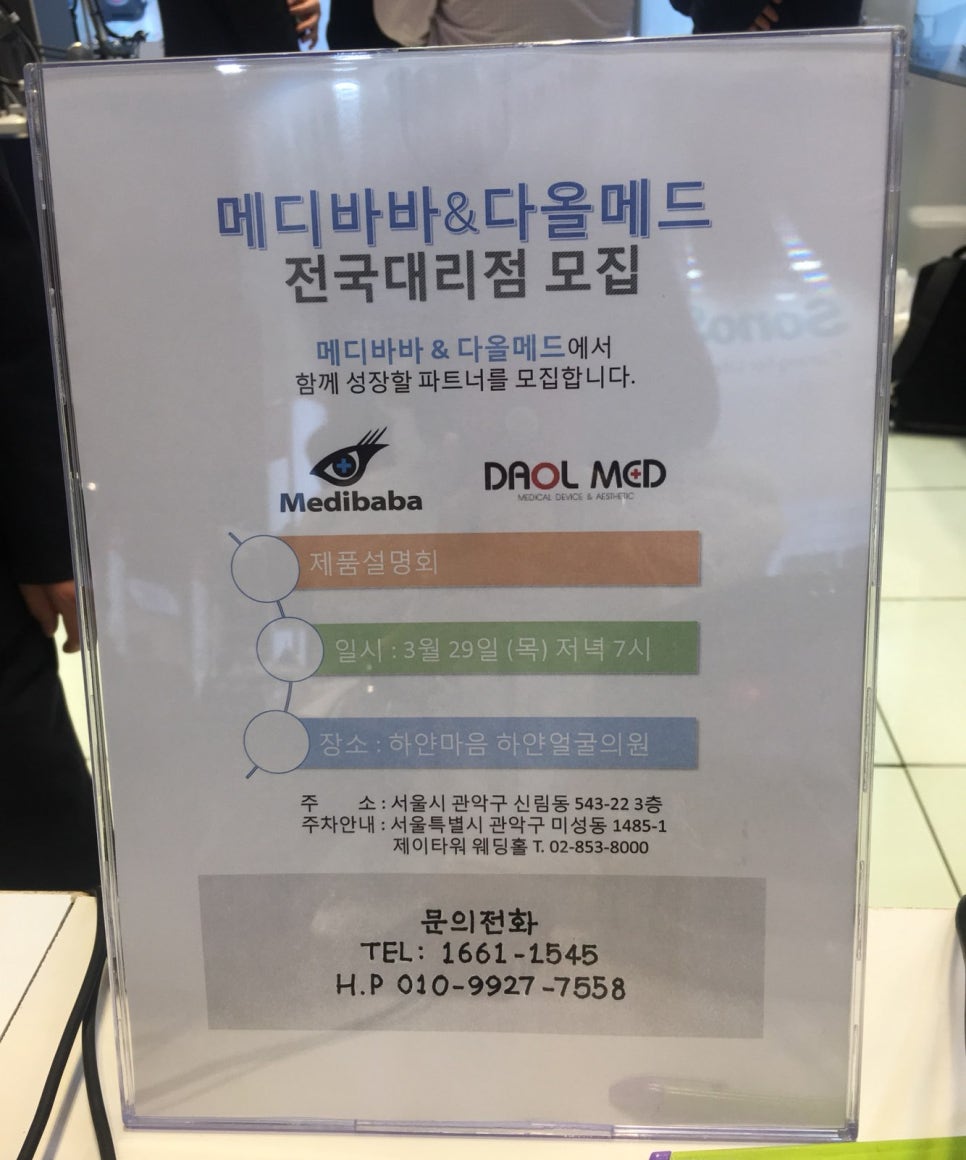 메디바바&다올메드
전국대리점 모집
메디바바 & 다올메드에서
함께 성장할 파트너를 모집합니다.
Medibaba
DAOL MED
MEDICAL DEVICE & AESTHETIC
제품설명회
일시 : 3월 29일 (목) 저녁 7시
장소 : 하얀마음 하얀얼굴의원
주 소 : 서울시 관악구 신림동 543-22 3층
주차안내 : 서울특별시 관악구 미성동 1485-1
제이타워 웨딩홀 T. 02-853-8000
문의전화
TEL: 1661-1545
H.P 010-9927-7558